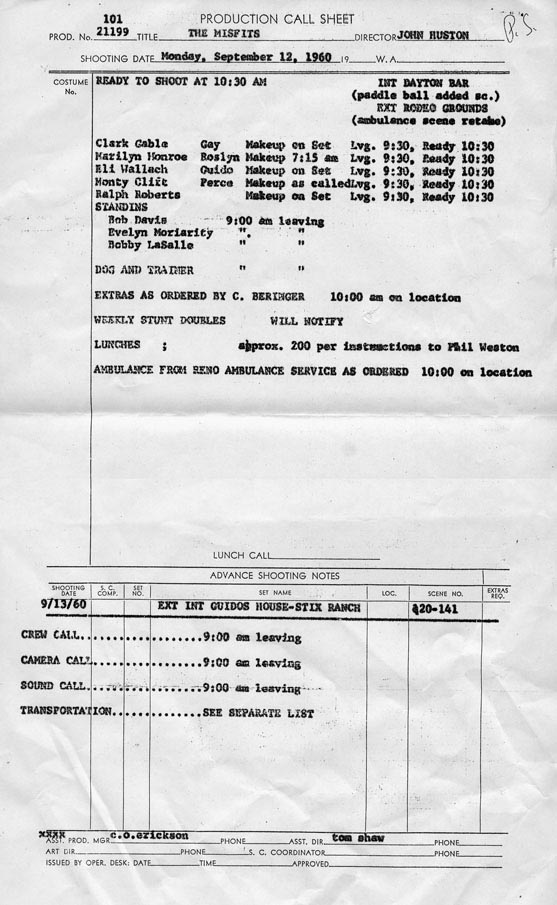 101 PRODUCTION CALL SHEET P.S.
PROD. No. 21199 TITLE THE MISFITS DIRECTOR JOHN HUSTON
SHOOTING DATE Monday, September 12, 1960 19 W. A.
COSTUME No.
READY TO SHOOT AT 10:30 AM INT DAYTON BAR
(paddle ball added sc.)
EXT RODEO GROUNDS
(ambulance scene retake)
Clark Gable Gay Makeup on Set Lvg. 9:30, Ready 10:30
Marilyn Monroe Roslyn Makeup 7:15 am Lvg. 9:30, Ready 10:30
Eli Wallach Guido Makeup on Set Lvg. 9:30, Ready 10:30
Monty Clift Perce Makeup as called Lvg. 9:30, Ready 10:30
Ralph Roberts Makeup on Set Lvg. 9:30, Ready 10:30
STANDINS
Bob Davis 9:00 am leaving
Evelyn Moriarity " "
Bobby LaSalle " "
DOG AND TRAINER " "
EXTRAS AS ORDERED BY C. BERINGER 10:00 am on location
WEEKLY STUNT DOUBLES WILL NOTIFY
LUNCHES ; approx. 200 per instructions to Phil Weston
AMBULANCE FROM RENO AMBULANCE SERVICE AS ORDERED 10:00 on location
LUNCH CALL
ADVANCE SHOOTING NOTES
SHOOTING DATE S. C. COMP. SET NO. SET NAME LOC. SCENE NO. EXTRAS REQ.
9/13/60 EXT INT GUIDOS HOUSE-STIX RANCH 120-141
CREW CALL....................9:00 am leaving
CAMERA CALL..................9:00 am leaving
SOUND CALL...................9:00 am leaving
TRANSPORTATION...............SEE SEPARATE LIST
xxxx
ASST. PROD. MGR. c.o.erickson PHONE ASST. DIR. tom shaw PHONE
ART DIR. PHONE S. C. COORDINATOR PHONE
ISSUED BY OPER. DESK: DATE TIME APPROVED